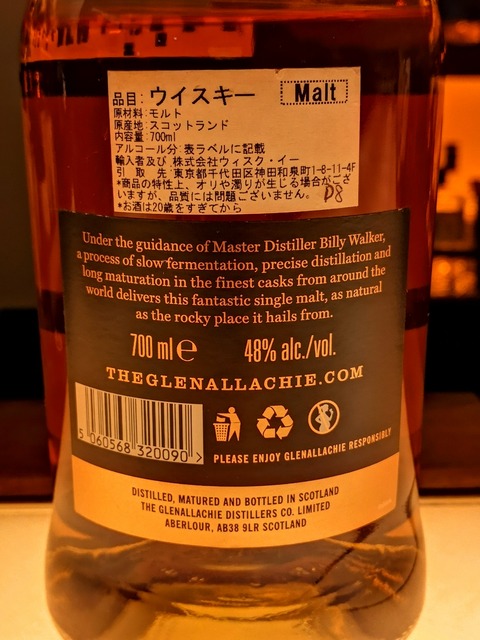 品目: ウイスキー Malt
原材料: モルト
原産地: スコットランド
内容量: 700ml
アルコール分: 表ラベルに記載
輸入者及び 株式会社ウィスク・イー
引 取 先: 東京都千代田区神田和泉町1-8-11-4F
*商品の特性上、オリや濁りが生じる場合がござ
いますが、品質には問題ございません。 D8
*お酒は20歳をすぎてから
Under the guidance of Master Distiller Billy Walker,
a process of slow fermentation, precise distillation and
long maturation in the finest casks from around the
world delivers this fantastic single malt, as natural
as the rocky place it hails from.
700 ml e 48% alc./vol.
THEGLENALLACHIE.COM
5 060568 320090 >
PLEASE ENJOY GLENALLACHIE RESPONSIBLY
DISTILLED, MATURED AND BOTTLED IN SCOTLAND
THE GLENALLACHIE DISTILLERS CO. LIMITED
ABERLOUR, AB38 9LR SCOTLAND